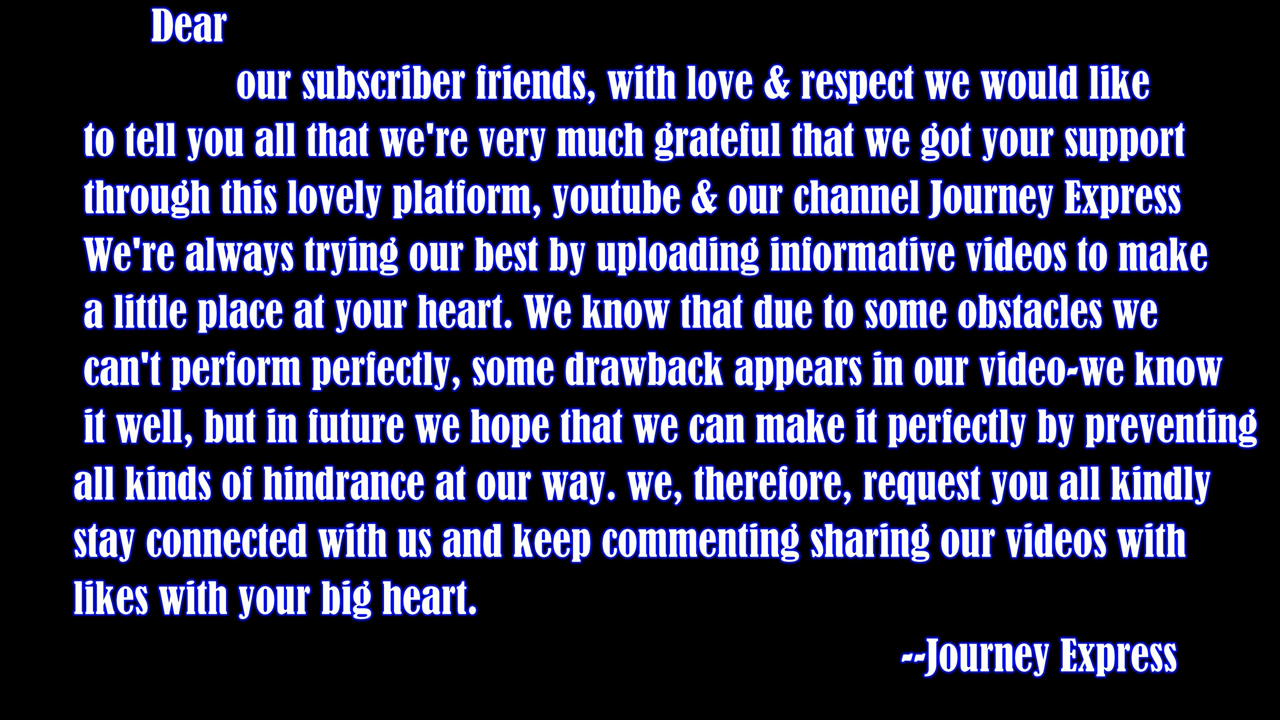 Dear
our subscriber friends, with love & respect we would like
to tell you all that we're very much grateful that we got your support
through this lovely platform, youtube & our channel Journey Express
We're always trying our best by uploading informative videos to make
a little place at your heart. We know that due to some obstacles we
can't perform perfectly, some drawback appears in our video-we know
it well, but in future we hope that we can make it perfectly by preventing
all kinds of hindrance at our way. we, therefore, request you all kindly
stay connected with us and keep commenting sharing our videos with
likes with your big heart.
--Journey Express